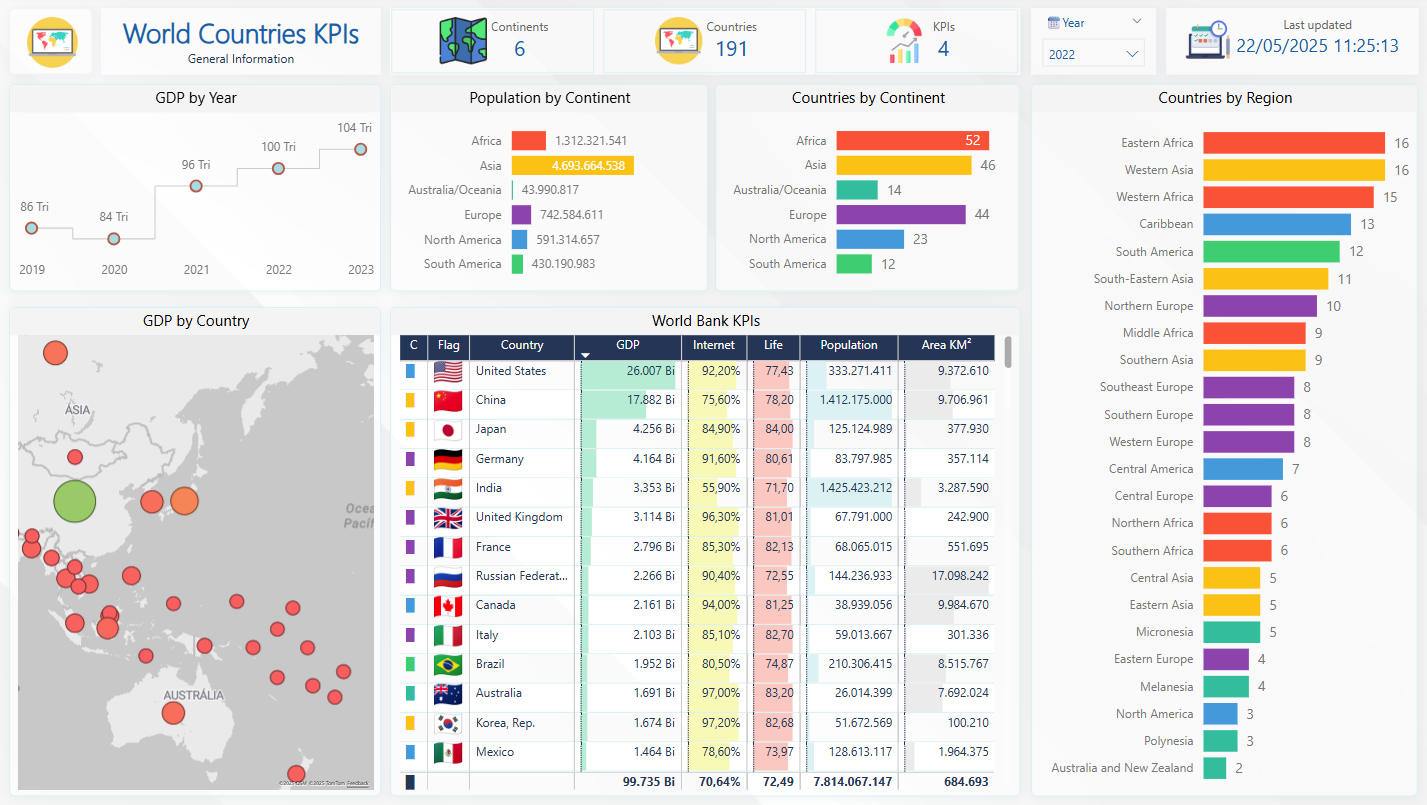 World Countries KPIs
General Information
Continents
6
Countries
191
KPIs
4
Year
2022
Last updated
22/05/2025 11:25:13
GDP by Year
86 Tri
84 Tri
96 Tri
100 Tri
104 Tri
2019 2020 2021 2022 2023
Population by Continent
Africa 1.312.321.541
Asia 4.693.664.538
Australia/Oceania 43.990.817
Europe 742.584.611
North America 591.314.657
South America 430.190.983
Countries by Continent
Africa 52
Asia 46
Australia/Oceania 14
Europe 44
North America 23
South America 12
Countries by Region
Eastern Africa 16
Western Asia 16
Western Africa 15
Caribbean 13
South America 12
South-Eastern Asia 11
Northern Europe 10
Middle Africa 9
Southern Asia 9
Southeast Europe 8
Southern Europe 8
Western Europe 8
Central America 7
Central Europe 6
Northern Africa 6
Southern Africa 6
Central Asia 5
Eastern Asia 5
Micronesia 5
Eastern Europe 4
Melanesia 4
North America 3
Polynesia 3
Australia and New Zealand 2
GDP by Country
ÁSIA
Ocea
Pacífi
AUSTRÁLIA
© 2025 TomTom Feedback
World Bank KPIs
C Flag Country GDP Internet Life Population Area KM²
United States 26.007 Bi 92,20% 77,43 333.271.411 9.372.610
China 17.882 Bi 75,60% 78,20 1.412.175.000 9.706.961
Japan 4.256 Bi 84,90% 84,00 125.124.989 377.930
Germany 4.164 Bi 91,60% 80,61 83.797.985 357.114
India 3.353 Bi 55,90% 71,70 1.425.423.212 3.287.590
United Kingdom 3.114 Bi 96,30% 81,01 67.791.000 242.900
France 2.796 Bi 85,30% 82,13 68.065.015 551.695
Russian Federat... 2.266 Bi 90,40% 72,55 144.236.933 17.098.242
Canada 2.161 Bi 94,00% 81,25 38.939.056 9.984.670
Italy 2.103 Bi 85,10% 82,70 59.013.667 301.336
Brazil 1.952 Bi 80,50% 74,87 210.306.415 8.515.767
Australia 1.691 Bi 97,00% 83,20 26.014.399 7.692.024
Korea, Rep. 1.674 Bi 97,20% 82,68 51.672.569 100.210
Mexico 1.464 Bi 78,60% 73,97 128.613.117 1.964.375
99.735 Bi 70,64% 72,49 7.814.067.147 684.693